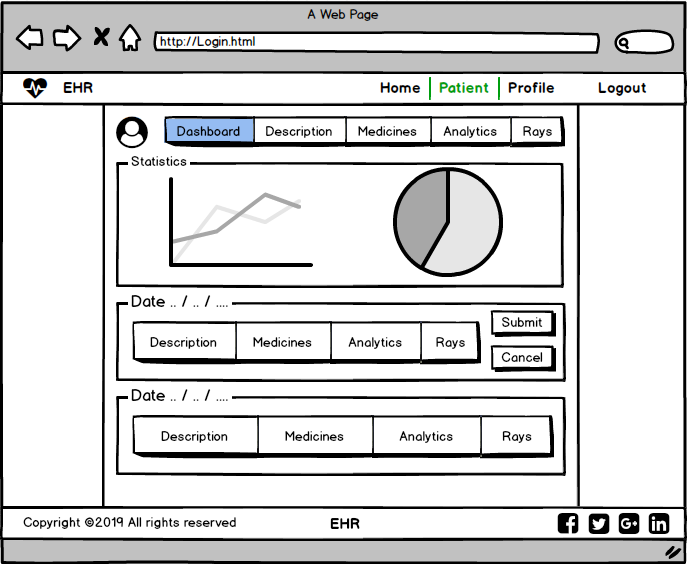 A Web Page
http://Login.html
EHR Home Patient Profile Logout
Dashboard Description Medicines Analytics Rays
Statistics
Date .. / .. / ....
Submit
Description Medicines Analytics Rays
Cancel
Date .. / .. / ....
Description Medicines Analytics Rays
Copyright ©2019 All rights reserved EHR